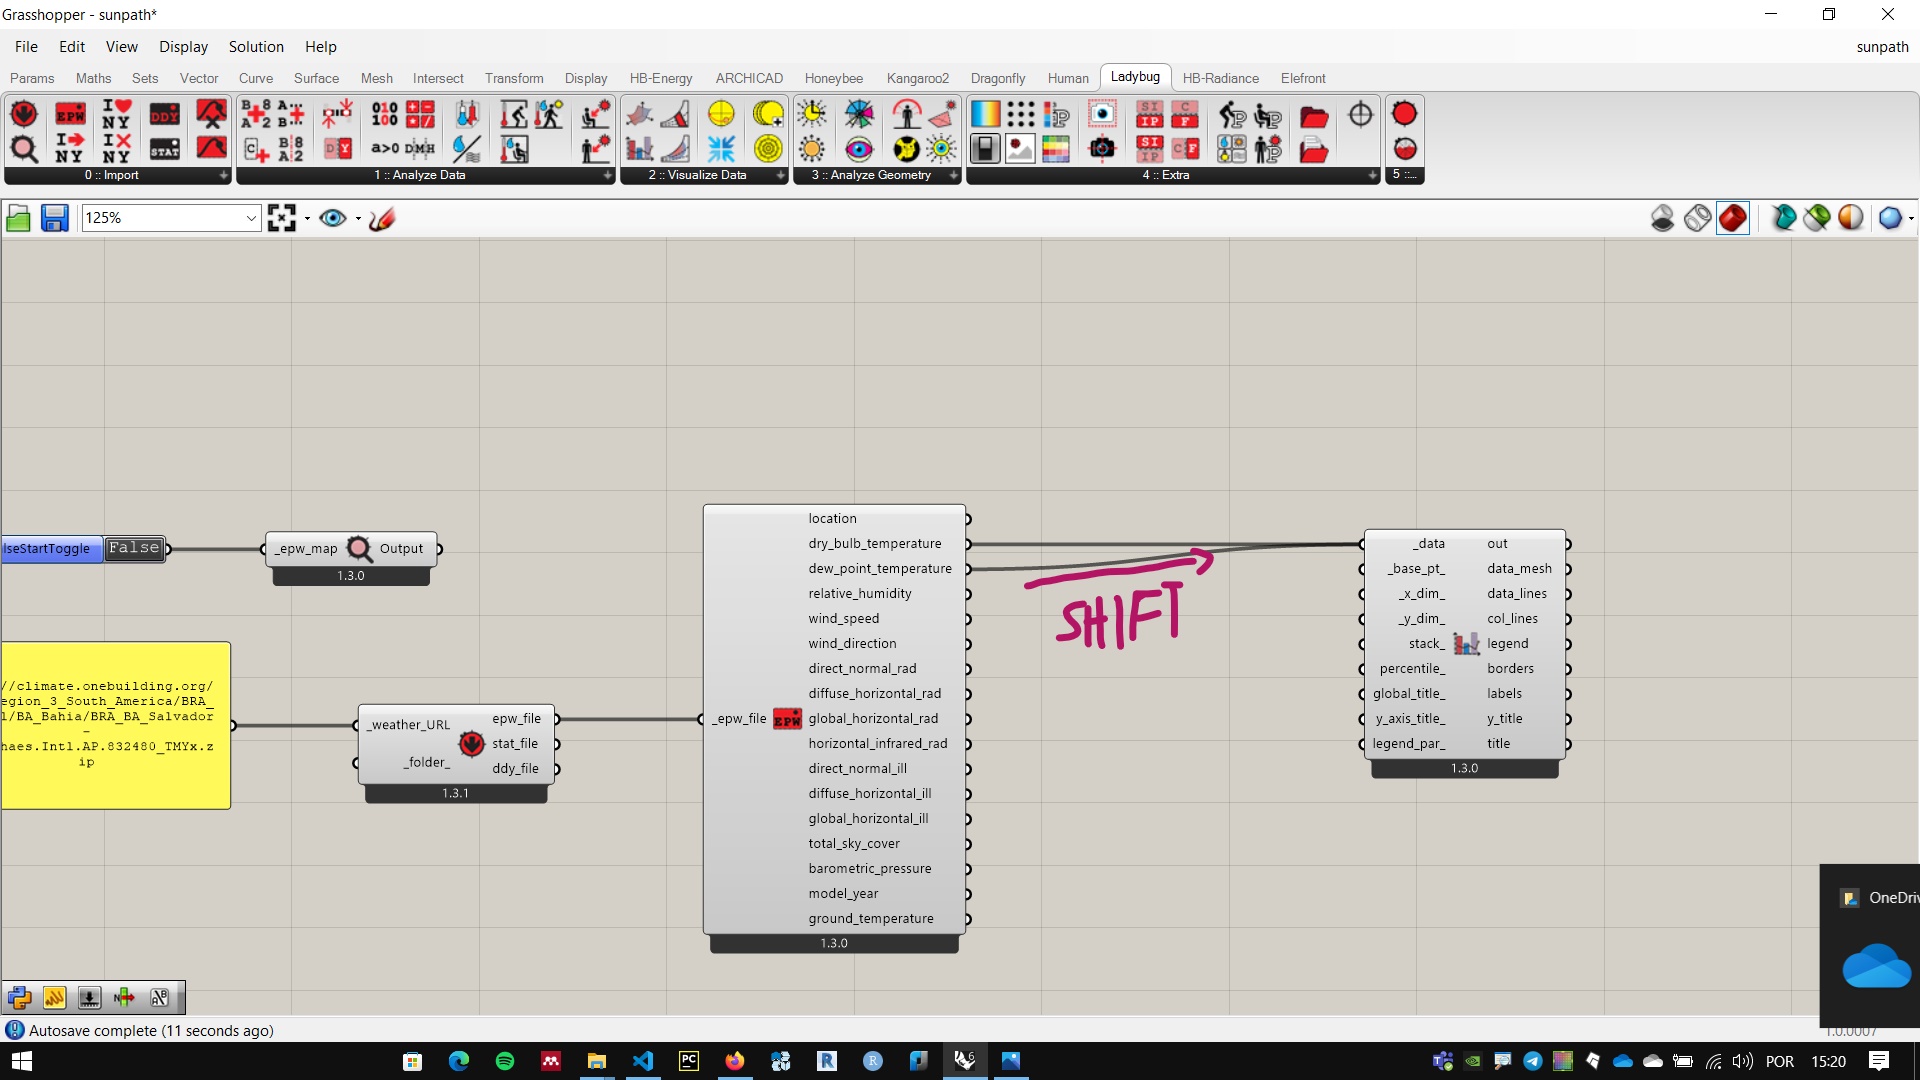 Grasshopper - sunpath*
File Edit View Display Solution Help sunpath
Params Maths Sets Vector Curve Surface Mesh Intersect Transform Display HB-Energy ARCHICAD Honeybee Kangaroo2 Dragonfly Human Ladybug HB-Radiance Elefront
0 :: Import 1 :: Analyze Data 2 :: Visualize Data 3 :: Analyze Geometry 4 :: Extra 5 ::...
125%
lseStartToggle False
_epw_map Output
1.3.0
//climate.onebuilding.org/
egion_3_South_America/BRA_
l/BA_Bahia/BRA_BA_Salvador
-
haes.Intl.AP.832480_TMYx.z
ip
_weather_URL
_folder_
epw_file
stat_file
ddy_file
1.3.1
_epw_file EPW
location
dry_bulb_temperature
dew_point_temperature
relative_humidity
wind_speed
wind_direction
direct_normal_rad
diffuse_horizontal_rad
global_horizontal_rad
horizontal_infrared_rad
direct_normal_ill
diffuse_horizontal_ill
global_horizontal_ill
total_sky_cover
barometric_pressure
model_year
ground_temperature
1.3.0
SHIFT
_data out
_base_pt_ data_mesh
_x_dim_ data_lines
_y_dim_ col_lines
stack_ legend
percentile_ borders
global_title_ labels
y_axis_title_ y_title
legend_par_ title
1.3.0
OneDriv
Autosave complete (11 seconds ago)
1.0.0007
POR 15:20